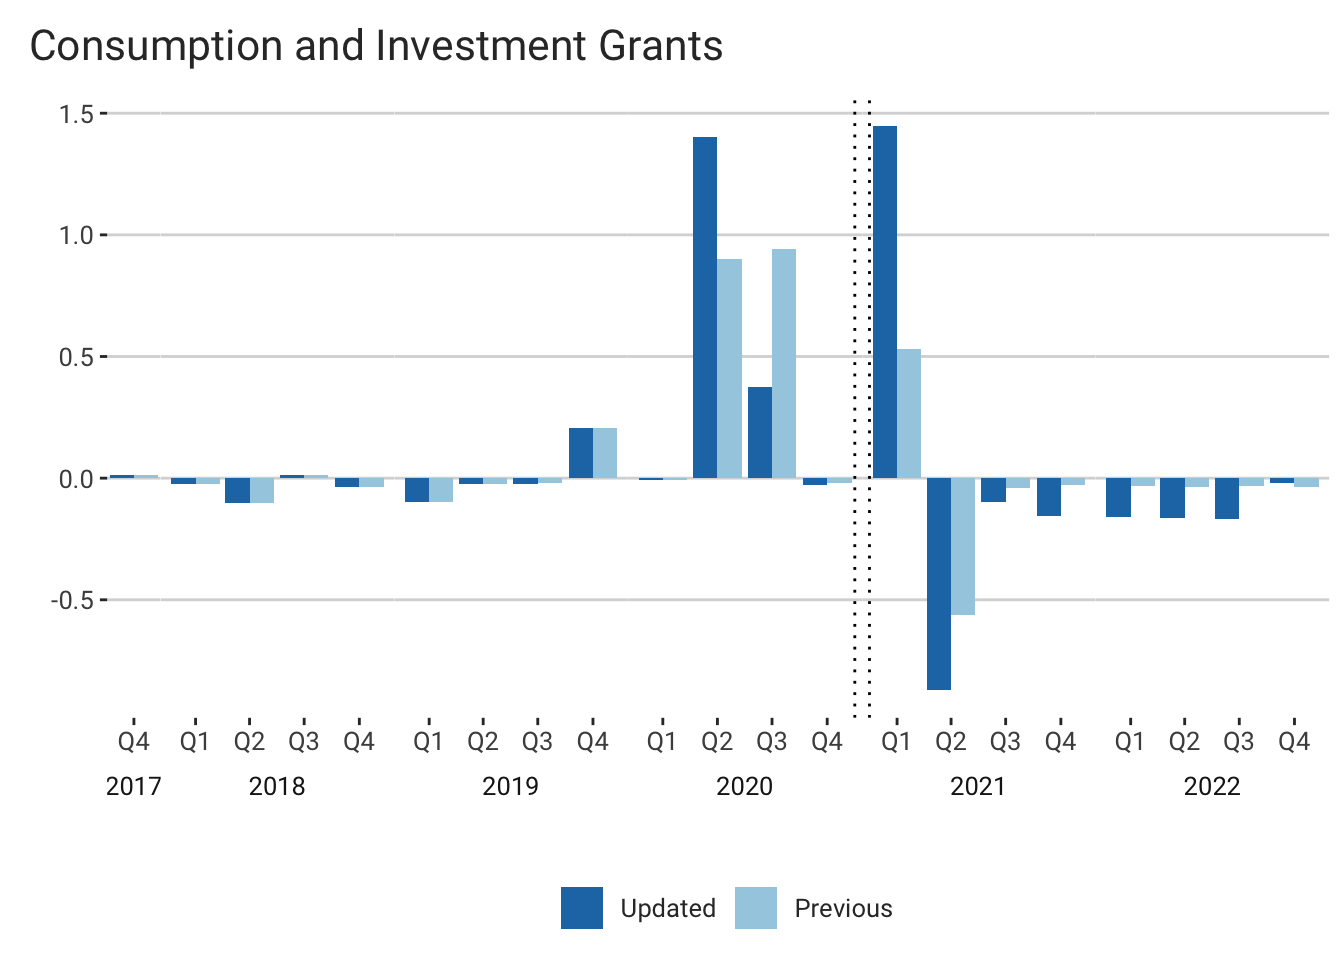 Consumption and Investment Grants
1.5
1.0
0.5
0.0
-0.5
Q4 Q1 Q2 Q3 Q4 Q1 Q2 Q3 Q4 Q1 Q2 Q3 Q4 Q1 Q2 Q3 Q4 Q1 Q2 Q3 Q4
2017 2018 2019 2020 2021 2022
Updated Previous